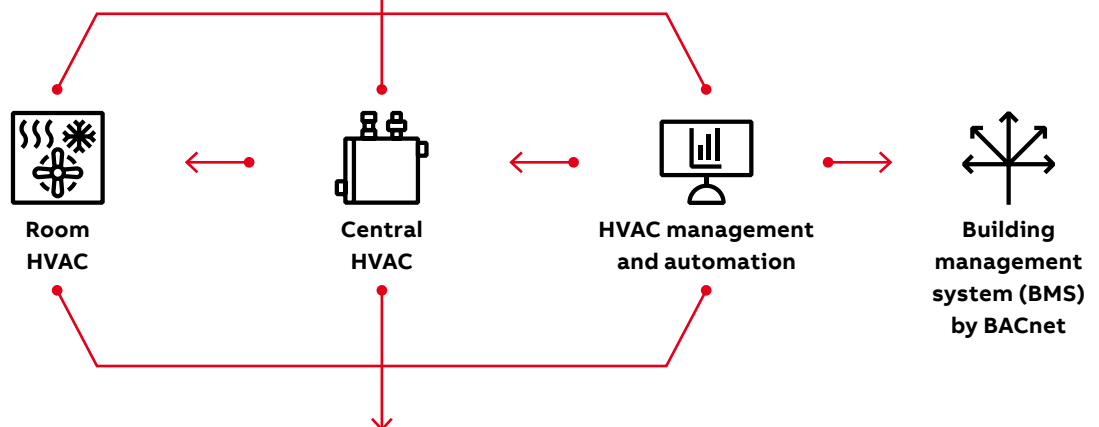 Room
HVAC
Central
HVAC
HVAC management
and automation
Building
management
system (BMS)
by BACnet